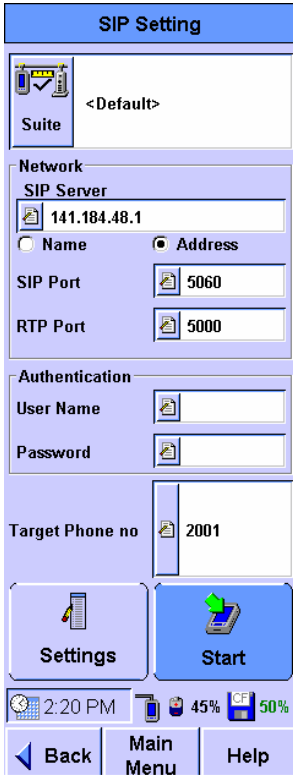 SIP Setting
<Default>
Suite
Network
SIP Server
141.184.48.1
Name Address
SIP Port 5060
RTP Port 5000
Authentication
User Name
Password
Target Phone no 2001
Settings Start
2:20 PM 45% CF 50%
Back Main Menu Help